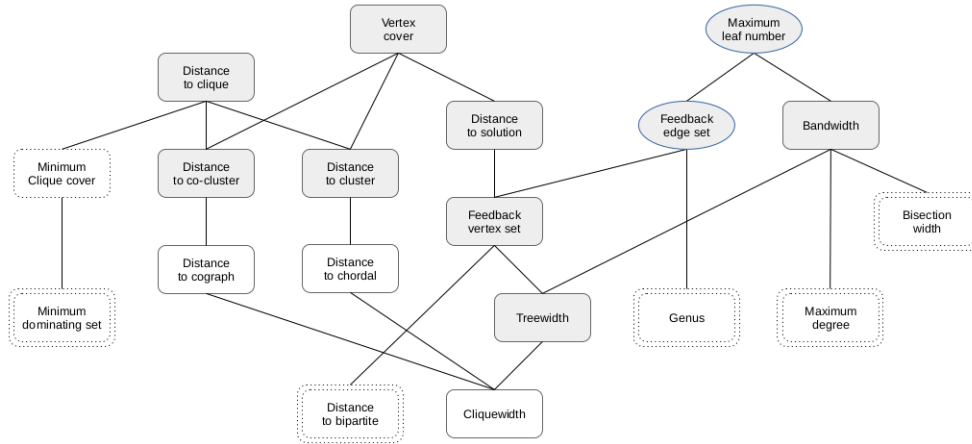 Vertex
cover
Maximum
leaf number
Distance
to clique
Distance
to solution
Feedback
edge set
Bandwidth
Minimum
Clique cover
Distance
to co-cluster
Distance
to cluster
Feedback
vertex set
Bisection
width
Distance
to cograph
Distance
to chordal
Minimum
dominating set
Treewidth
Genus
Maximum
degree
Distance
to bipartite
Cliquewidth